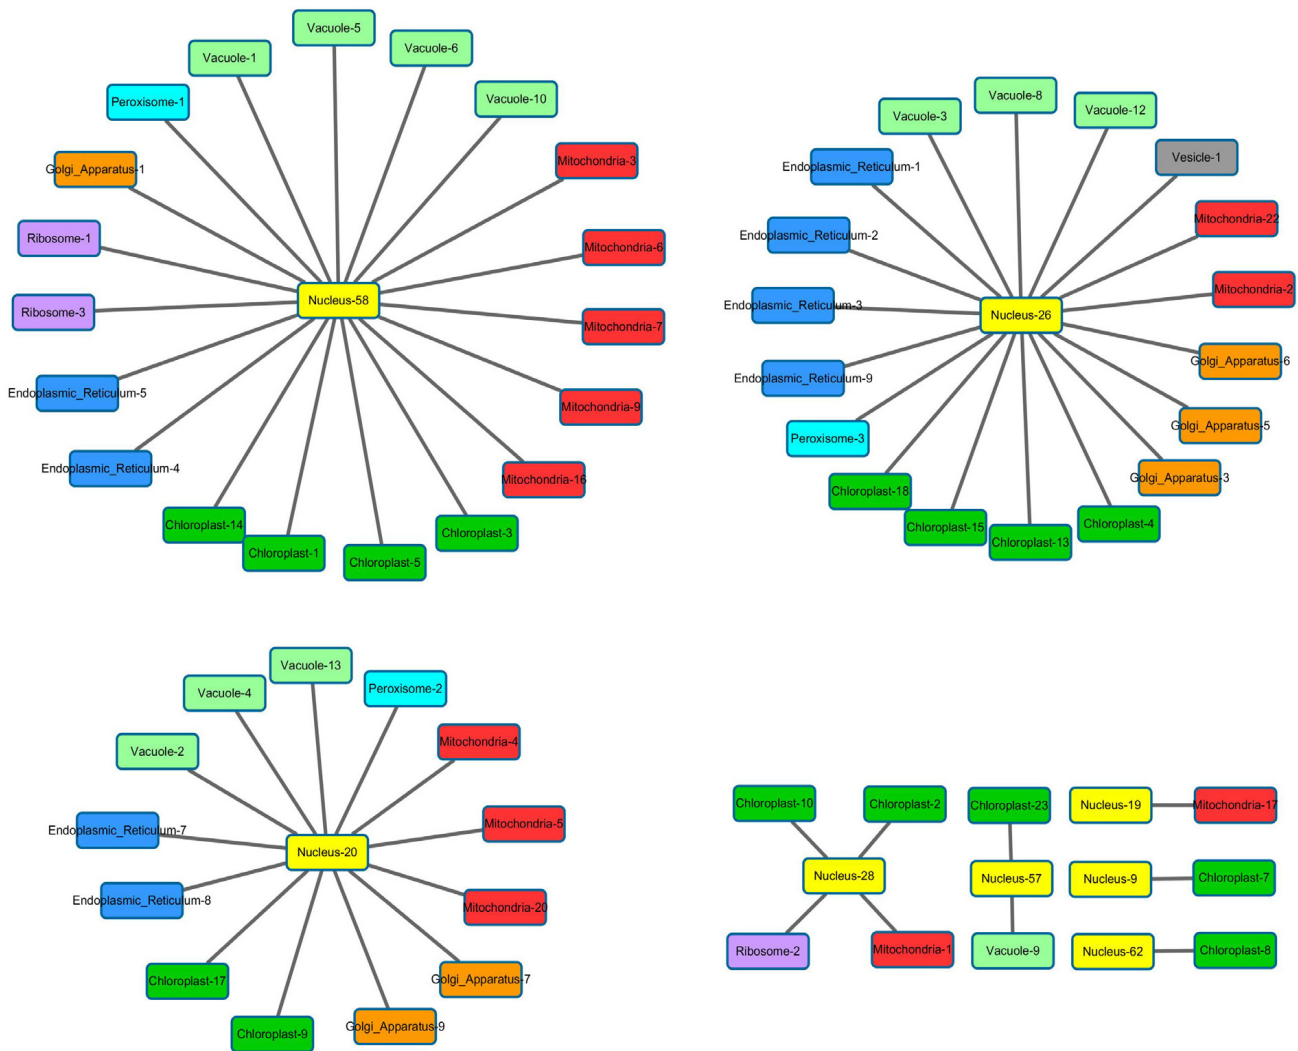 Vacuole-5
Vacuole-1
Vacuole-6
Peroxisome-1
Vacuole-10
Golgi_Apparatus-1
Mitochondria-3
Ribosome-1
Mitochondria-6
Nucleus-58
Ribosome-3
Mitochondria-7
Endoplasmic_Reticulum-5
Mitochondria-9
Endoplasmic_Reticulum-4
Mitochondria-16
Chloroplast-14
Chloroplast-3
Chloroplast-1
Chloroplast-5
Vacuole-8
Vacuole-3
Vacuole-12
Endoplasmic_Reticulum-1
Vesicle-1
Mitochondria-22
Endoplasmic_Reticulum-2
Mitochondria-2
Endoplasmic_Reticulum-3
Nucleus-26
Golgi_Apparatus-6
Endoplasmic_Reticulum-9
Golgi_Apparatus-5
Peroxisome-3
Golgi_Apparatus-3
Chloroplast-18
Chloroplast-15
Chloroplast-4
Chloroplast-13
Vacuole-13
Vacuole-4
Peroxisome-2
Vacuole-2
Mitochondria-4
Endoplasmic_Reticulum-7
Mitochondria-5
Nucleus-20
Endoplasmic_Reticulum-8
Mitochondria-20
Chloroplast-17
Golgi_Apparatus-7
Chloroplast-9
Golgi_Apparatus-9
Chloroplast-10
Chloroplast-2
Nucleus-28
Ribosome-2
Mitochondria-1
Chloroplast-23
Nucleus-57
Vacuole-9
Nucleus-19
Mitochondria-17
Nucleus-9
Chloroplast-7
Nucleus-62
Chloroplast-8